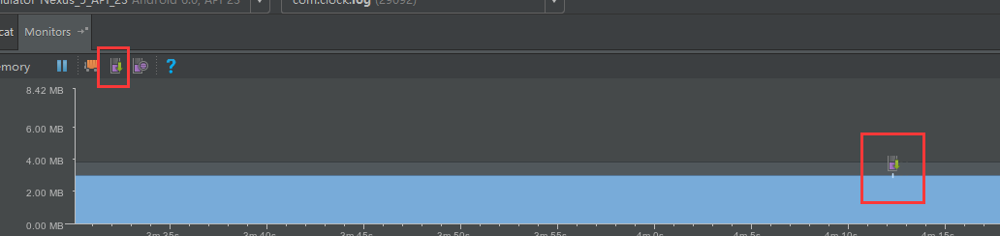 mulator Nexus_5_API_23 Android 6.0, API 23
com.clock.log (29092)
cat Monitors
emory
?
8.42 MB
6.00 MB
4.00 MB
2.00 MB
0.00 MB
3m 35s 3m 40s 3m 45s 3m 50s 3m 55s 4m 0s 4m 5s 4m 10s 4m 15s